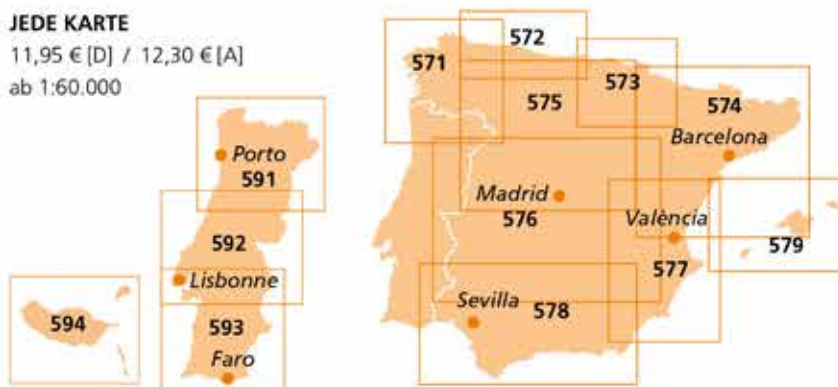 JEDE KARTE
11,95 € [D] / 12,30 € [A]
ab 1:60.000
571
572
573
574
575
Barcelona
Porto
591
Madrid
576
València
577
579
592
Lisbonne
Sevilla
578
594
593
Faro